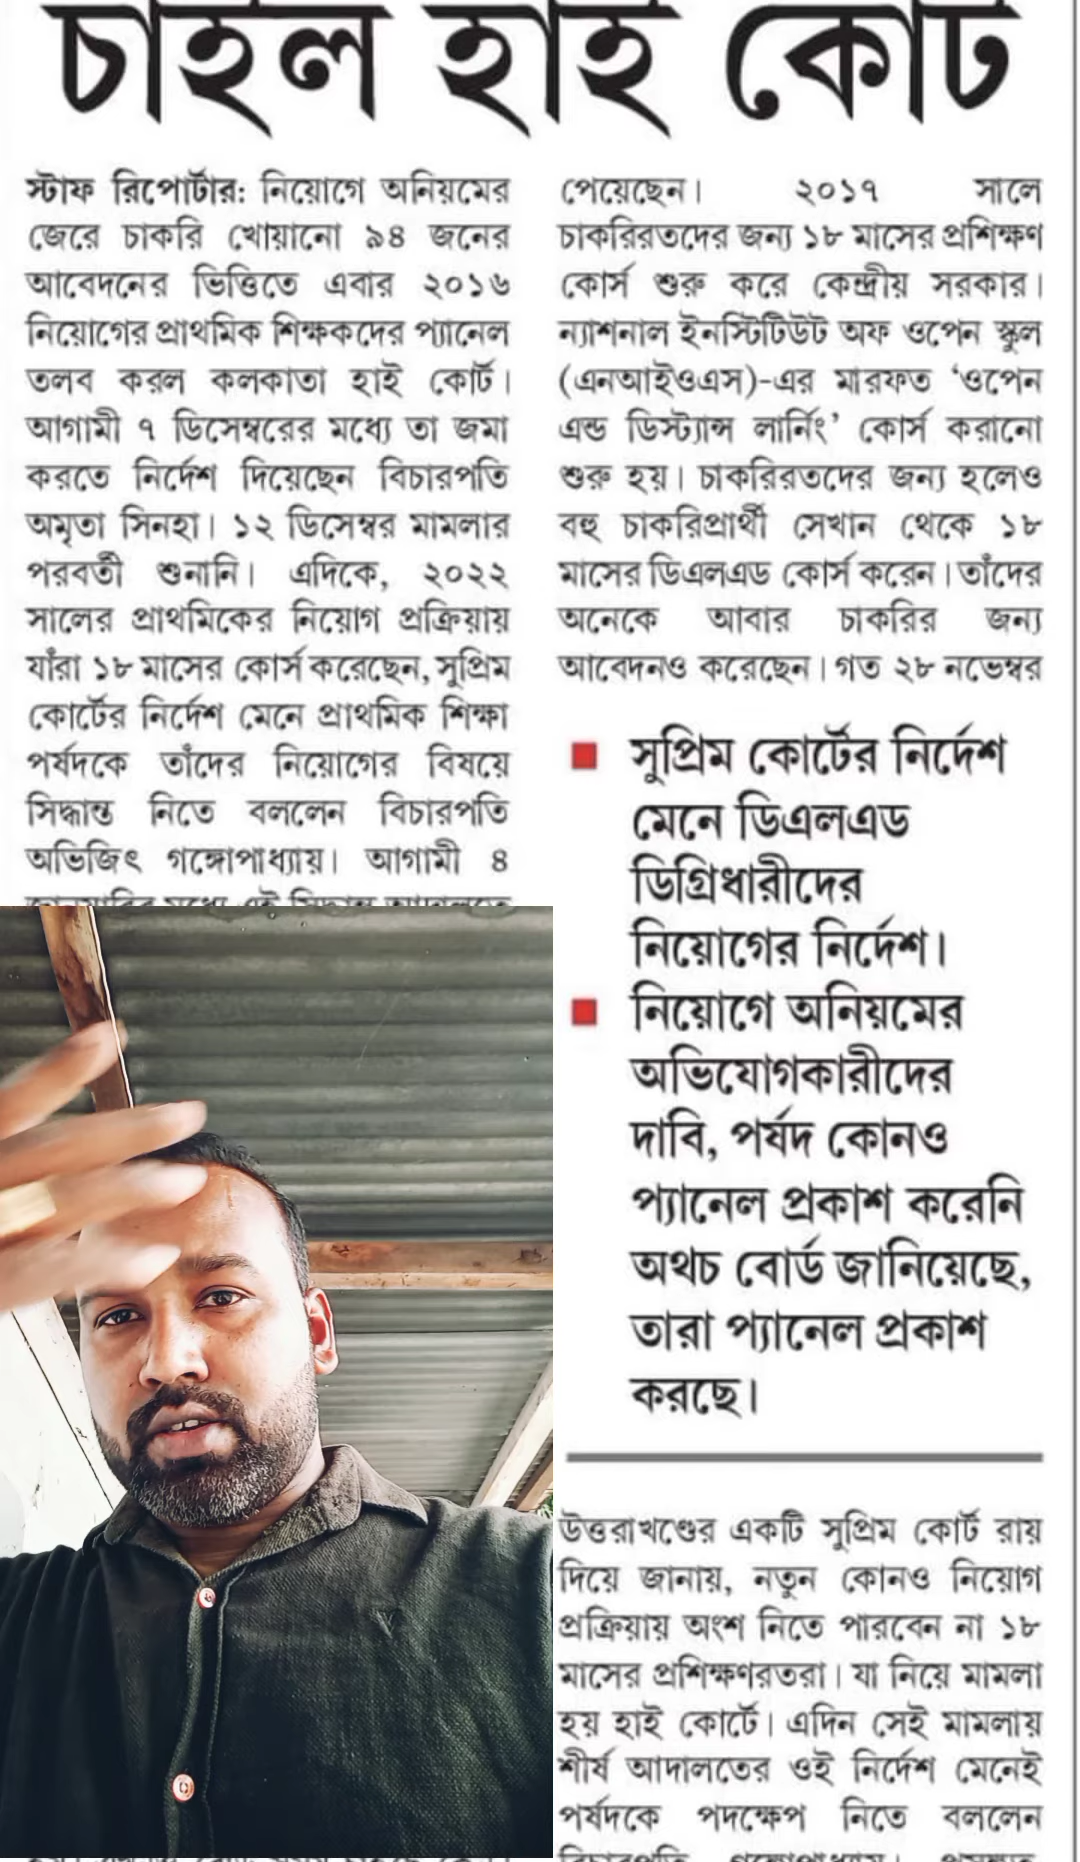 চাইল হাই কোর্ট
স্টাফ রিপোর্টার: নিয়োগে অনিয়মের
জেরে চাকরি খোয়ানো ৯৪ জনের
আবেদনের ভিত্তিতে এবার ২০১৬
নিয়োগের প্রাথমিক শিক্ষকদের প্যানেল
তলব করল কলকাতা হাই কোর্ট।
আগামী ৭ ডিসেম্বরের মধ্যে তা জমা
করতে নির্দেশ দিয়েছেন বিচারপতি
অমৃতা সিনহা। ১২ ডিসেম্বর মামলার
পরবর্তী শুনানি। এদিকে, ২০২২
সালের প্রাথমিকের নিয়োগ প্রক্রিয়ায়
যাঁরা ১৮ মাসের কোর্স করেছেন, সুপ্রিম
কোর্টের নির্দেশ মেনে প্রাথমিক শিক্ষা
পর্ষদকে তাঁদের নিয়োগের বিষয়ে
সিদ্ধান্ত নিতে বললেন বিচারপতি
অভিজিৎ গঙ্গোপাধ্যায়। আগামী ৪
পেয়েছেন। ২০১৭ সালে
চাকরিরতদের জন্য ১৮ মাসের প্রশিক্ষণ
কোর্স শুরু করে কেন্দ্রীয় সরকার।
ন্যাশনাল ইনস্টিটিউট অফ ওপেন স্কুল
(এনআইওএস)-এর মারফত ‘ওপেন
এন্ড ডিস্ট্যান্স লার্নিং’ কোর্স করানো
শুরু হয়। চাকরিরতদের জন্য হলেও
বহু চাকরিপ্রার্থী সেখান থেকে ১৮
মাসের ডিএলএড কোর্স করেন। তাঁদের
অনেকে আবার চাকরির জন্য
আবেদনও করেছেন। গত ২৮ নভেম্বর
সুপ্রিম কোর্টের নির্দেশ
মেনে ডিএলএড
ডিগ্রিধারীদের
নিয়োগের নির্দেশ।
নিয়োগে অনিয়মের
অভিযোগকারীদের
দাবি, পর্ষদ কোনও
প্যানেল প্রকাশ করেনি
অথচ বোর্ড জানিয়েছে,
তারা প্যানেল প্রকাশ
করছে।
উত্তরাখণ্ডের একটি সুপ্রিম কোর্ট রায়
দিয়ে জানায়, নতুন কোনও নিয়োগ
প্রক্রিয়ায় অংশ নিতে পারবেন না ১৮
মাসের প্রশিক্ষণরতরা। যা নিয়ে মামলা
হয় হাই কোর্টে। এদিন সেই মামলায়
শীর্ষ আদালতের ওই নির্দেশ মেনেই
পর্ষদকে পদক্ষেপ নিতে বললেন